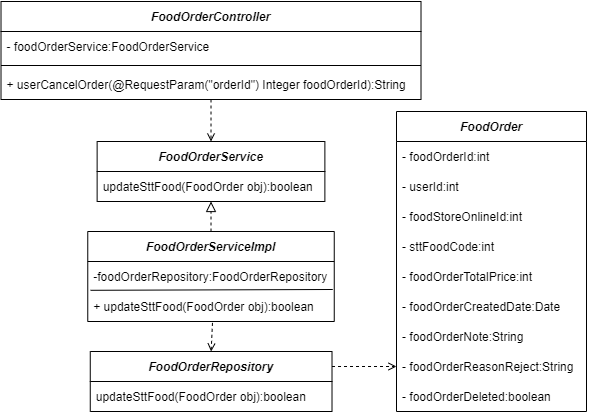 FoodOrderController
- foodOrderService:FoodOrderService
+ userCancelOrder(@RequestParam("orderId") Integer foodOrderId):String
FoodOrderService
updateSttFood(FoodOrder obj):boolean
FoodOrderServiceImpl
-foodOrderRepository:FoodOrderRepository
+ updateSttFood(FoodOrder obj):boolean
FoodOrderRepository
updateSttFood(FoodOrder obj):boolean
FoodOrder
- foodOrderId:int
- userId:int
- foodStoreOnlineId:int
- sttFoodCode:int
- foodOrderTotalPrice:int
- foodOrderCreatedDate:Date
- foodOrderNote:String
- foodOrderReasonReject:String
- foodOrderDeleted:boolean